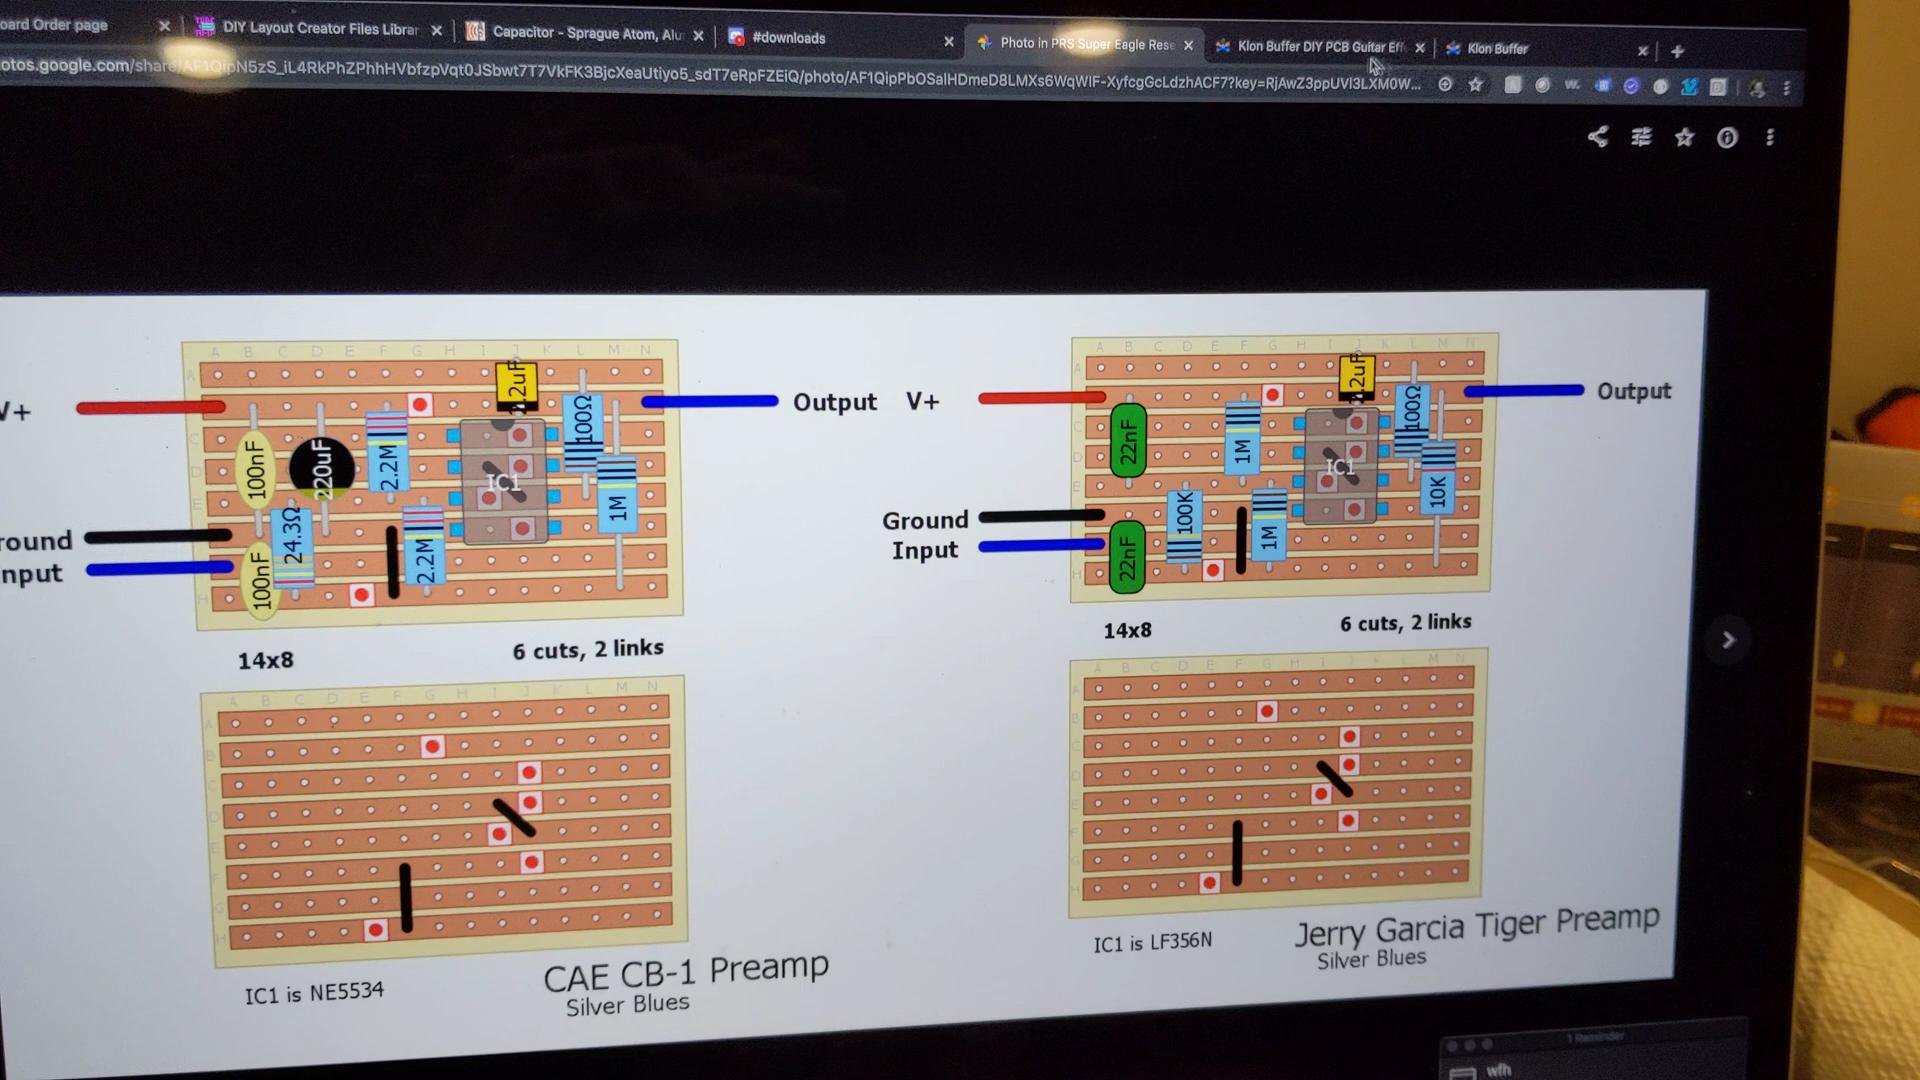 oard Order page
DIY Layout Creator Files Librar
Capacitor - Sprague Atom, Alu
#downloads
Photo in PRS Super Eagle Rese
Klon Buffer DIY PCB Guitar Eff
Klon Buffer
A B C D E F G H I J K L M N
A
V+
2uF
Output
100nF
220uF
2.2M
IC1
100Ω
1M
24.3Ω
2.2M
100nF
round
nput
H
14x8
6 cuts, 2 links
A B C D E F G H I J K L M N
IC1 is NE5534
CAE CB-1 Preamp
Silver Blues
A B C D E F G H I J K L M N
V+
2uF
Output
22nF
1M
IC1
100Ω
10K
100K
1M
22nF
Ground
Input
H
14x8
6 cuts, 2 links
A B C D E F G H I J K L M N
IC1 is LF356N
Jerry Garcia Tiger Preamp
Silver Blues
1 Reminder
wfh